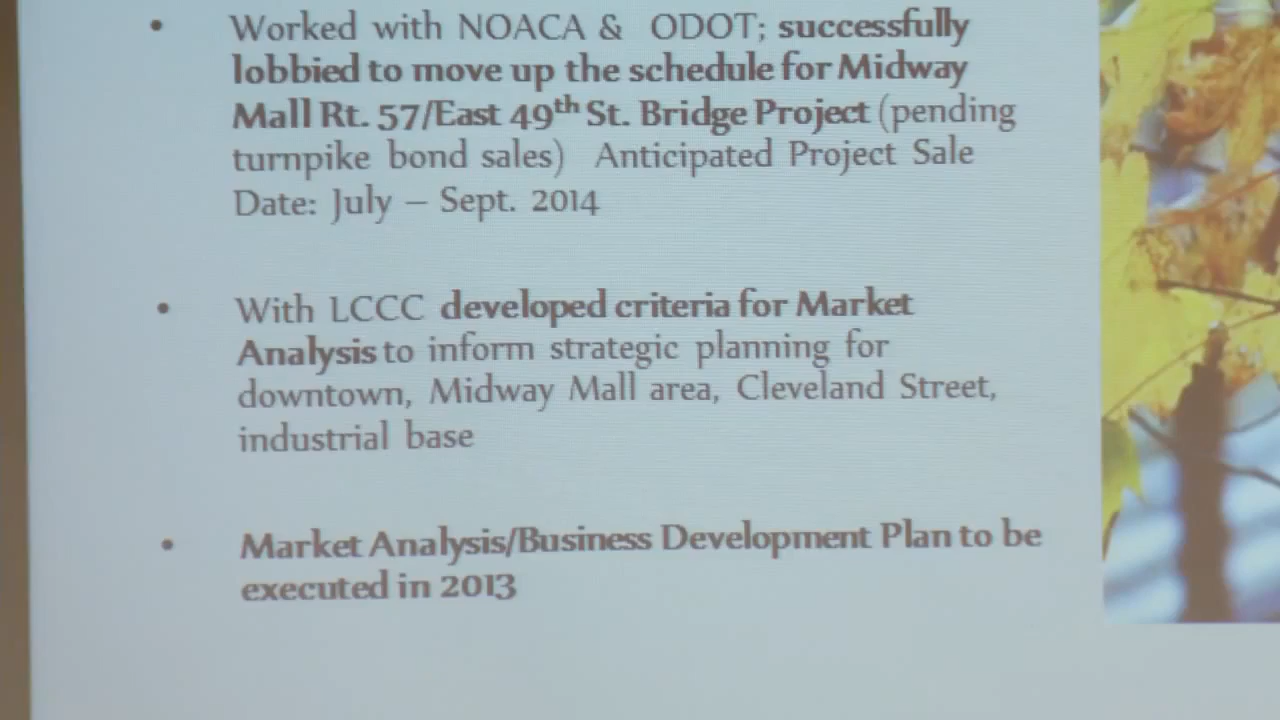 • Worked with NOACA & ODOT; successfully
lobbied to move up the schedule for Midway
Mall Rt. 57/East 49th St. Bridge Project (pending
turnpike bond sales) Anticipated Project Sale
Date: July – Sept. 2014
• With LCCC developed criteria for Market
Analysis to inform strategic planning for
downtown, Midway Mall area, Cleveland Street,
industrial base
• Market Analysis/Business Development Plan to be
executed in 2013